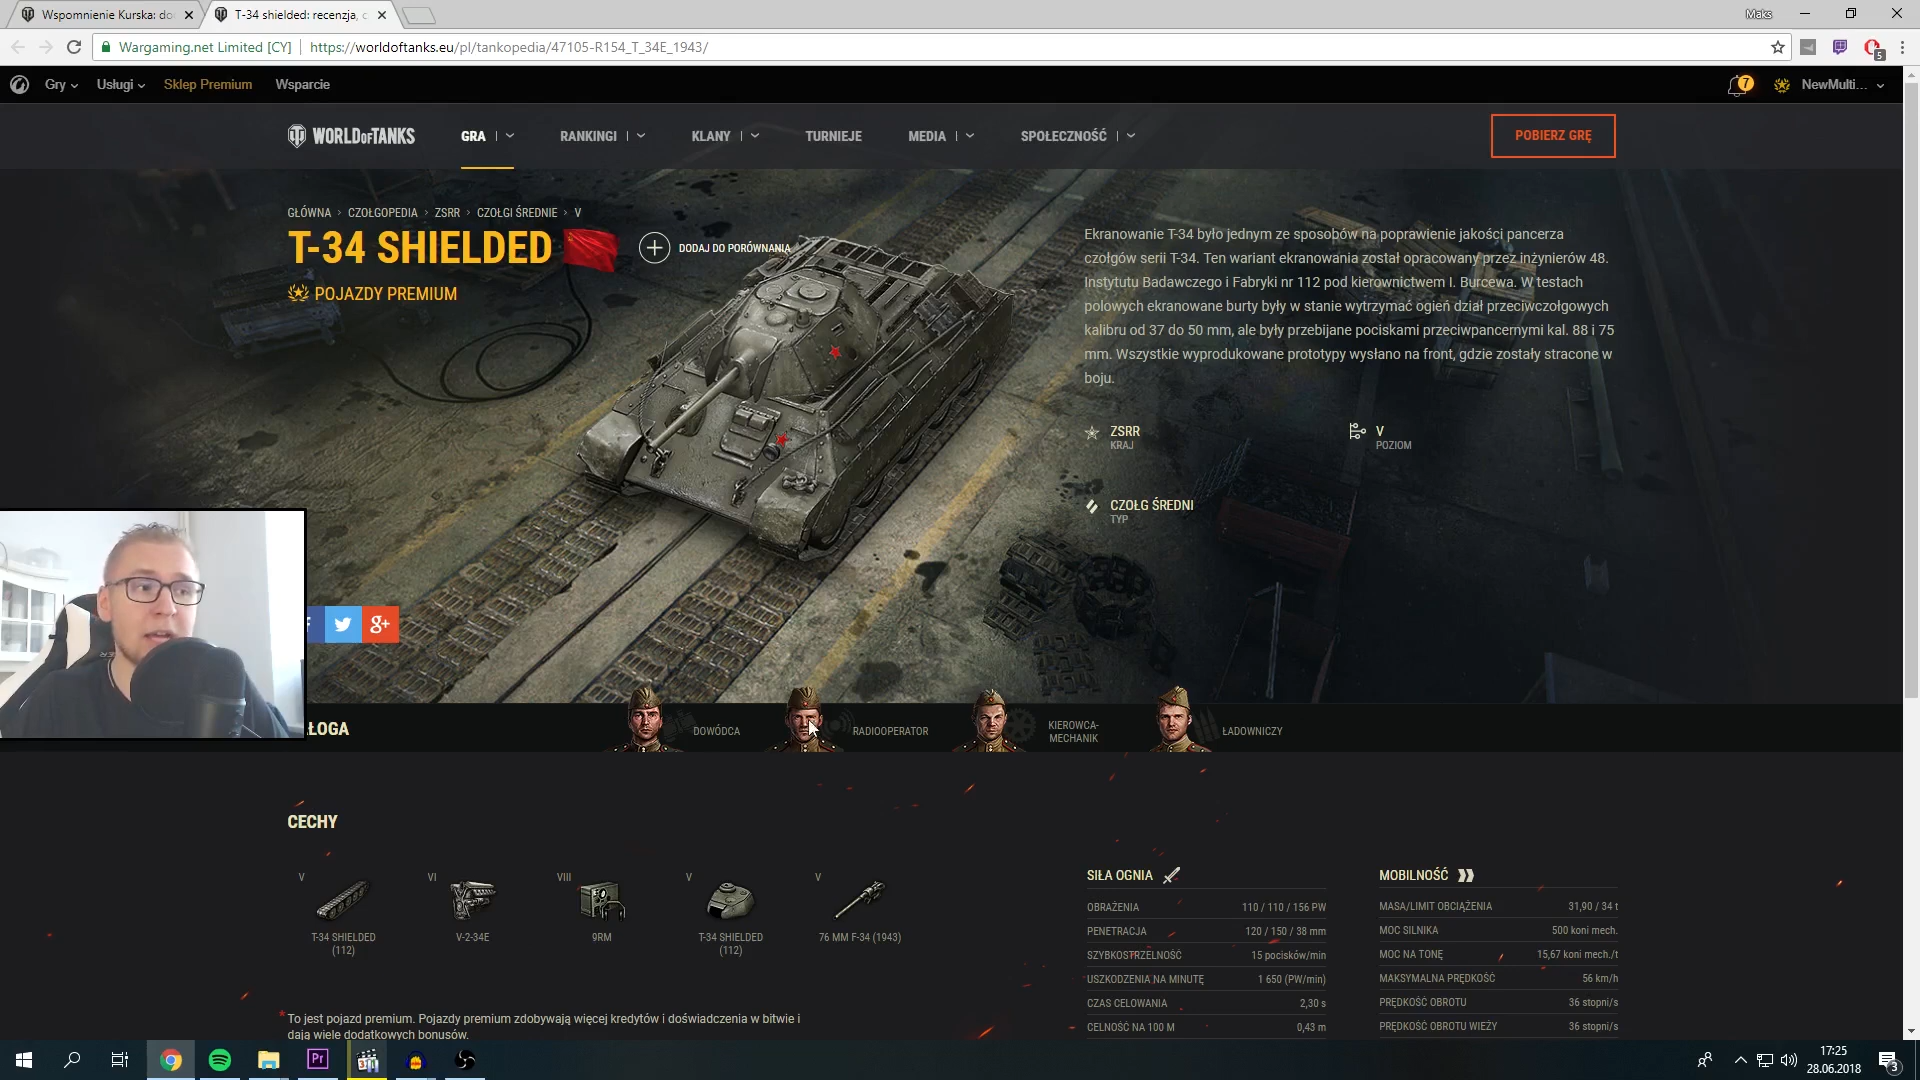 Wspomnienie Kurska: do
T-34 shielded: recenzja, c
Maks
Wargaming.net Limited [CY]
https://worldoftanks.eu/pl/tankopedia/47105-R154_T_34E_1943/
5
Gry
Usługi
Sklep Premium
Wsparcie
7
NewMulti...
WORLD OF TANKS
GRA
RANKINGI
KLANY
TURNIEJE
MEDIA
SPOŁECZNOŚĆ
POBIERZ GRĘ
GŁÓWNA > CZOŁGOPEDIA > ZSRR > CZOŁGI ŚREDNIE > V
T-34 SHIELDED
DODAJ DO PORÓWNANIA
POJAZDY PREMIUM
Ekranowanie T-34 było jednym ze sposobów na poprawienie jakości pancerza
czołgów serii T-34. Ten wariant ekranowania został opracowany przez inżynierów 48.
Instytutu Badawczego i Fabryki nr 112 pod kierownictwem I. Burcewa. W testach
polowych ekranowane burty były w stanie wytrzymać ogień dział przeciwczołgowych
kalibru od 37 do 50 mm, ale były przebijane pociskami przeciwpancernymi kal. 88 i 75
mm. Wszystkie wyprodukowane prototypy wysłano na front, gdzie zostały stracone w
boju.
ZSRR
KRAJ
V
POZIOM
CZOŁG ŚREDNI
TYP
f
g+
ŁOGA
DOWÓDCA
RADIOOPERATOR
KIEROWCA-
MECHANIK
ŁADOWNICZY
CECHY
V
T-34 SHIELDED
(112)
VI
V-2-34E
VIII
9RM
V
T-34 SHIELDED
(112)
V
76 MM F-34 (1943)
SIŁA OGNIA
OBRAŻENIA 110 / 110 / 156 PW
PENETRACJA 120 / 150 / 38 mm
SZYBKOSTRZELNOŚĆ 15 pocisków/min
USZKODZENIA NA MINUTĘ 1 650 (PW/min)
CZAS CELOWANIA 2,30 s
CELNOŚĆ NA 100 M 0,43 m
MOBILNOŚĆ
MASA/LIMIT OBCIĄŻENIA 31,90 / 34 t
MOC SILNIKA 500 koni mech.
MOC NA TONĘ 15,67 koni mech./t
MAKSYMALNA PRĘDKOŚĆ 56 km/h
PRĘDKOŚĆ OBROTU 36 stopni/s
PRĘDKOŚĆ OBROTU WIEŻY 36 stopni/s
* To jest pojazd premium. Pojazdy premium zdobywają więcej kredytów i doświadczenia w bitwie i
dają wiele dodatkowych bonusów.
Pr
17:25
28.06.2018
3